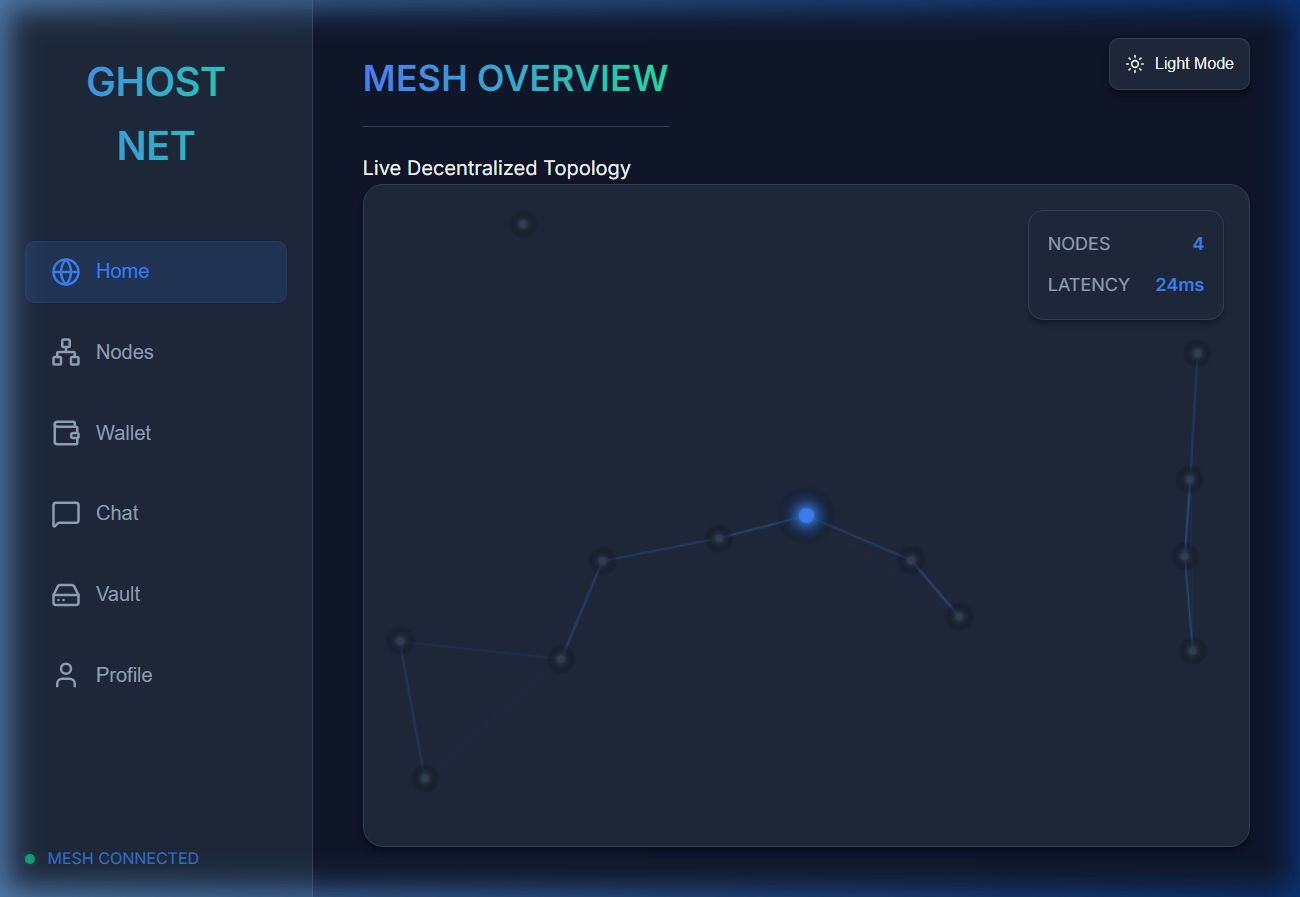 GHOST
NET
Home
Nodes
Wallet
Chat
Vault
Profile
MESH CONNECTED
MESH OVERVIEW
Light Mode
Live Decentralized Topology
NODES 4
LATENCY 24ms